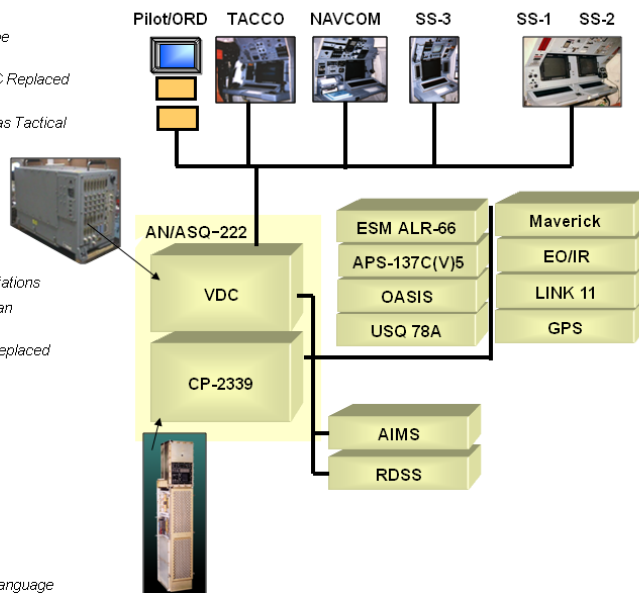 Pilot/ORD TACCO NAVCOM SS-3 SS-1 SS-2
Replaced
as Tactical
AN/ASQ-222
VDC
CP-2339
ESM ALR-66
APS-137C(V)5
OASIS
USQ 78A
Maverick
EO/IR
LINK 11
GPS
AIMS
RDSS
eplaced
anguage